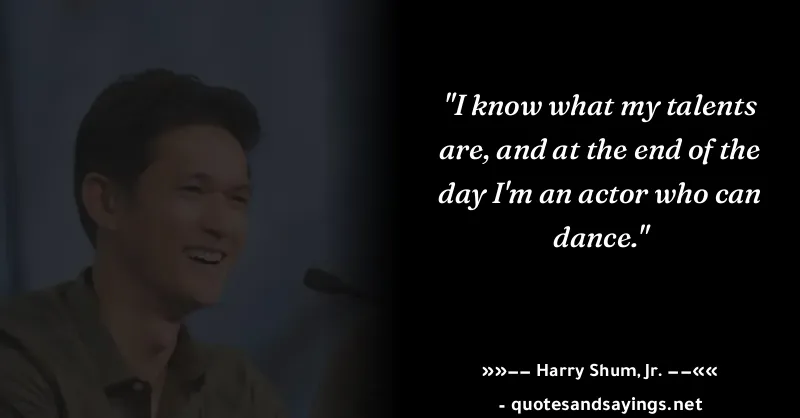 "I know what my talents
are, and at the end of the
day I'm an actor who can
dance."
»»−− Harry Shum, Jr. −−««
- quotesandsayings.net